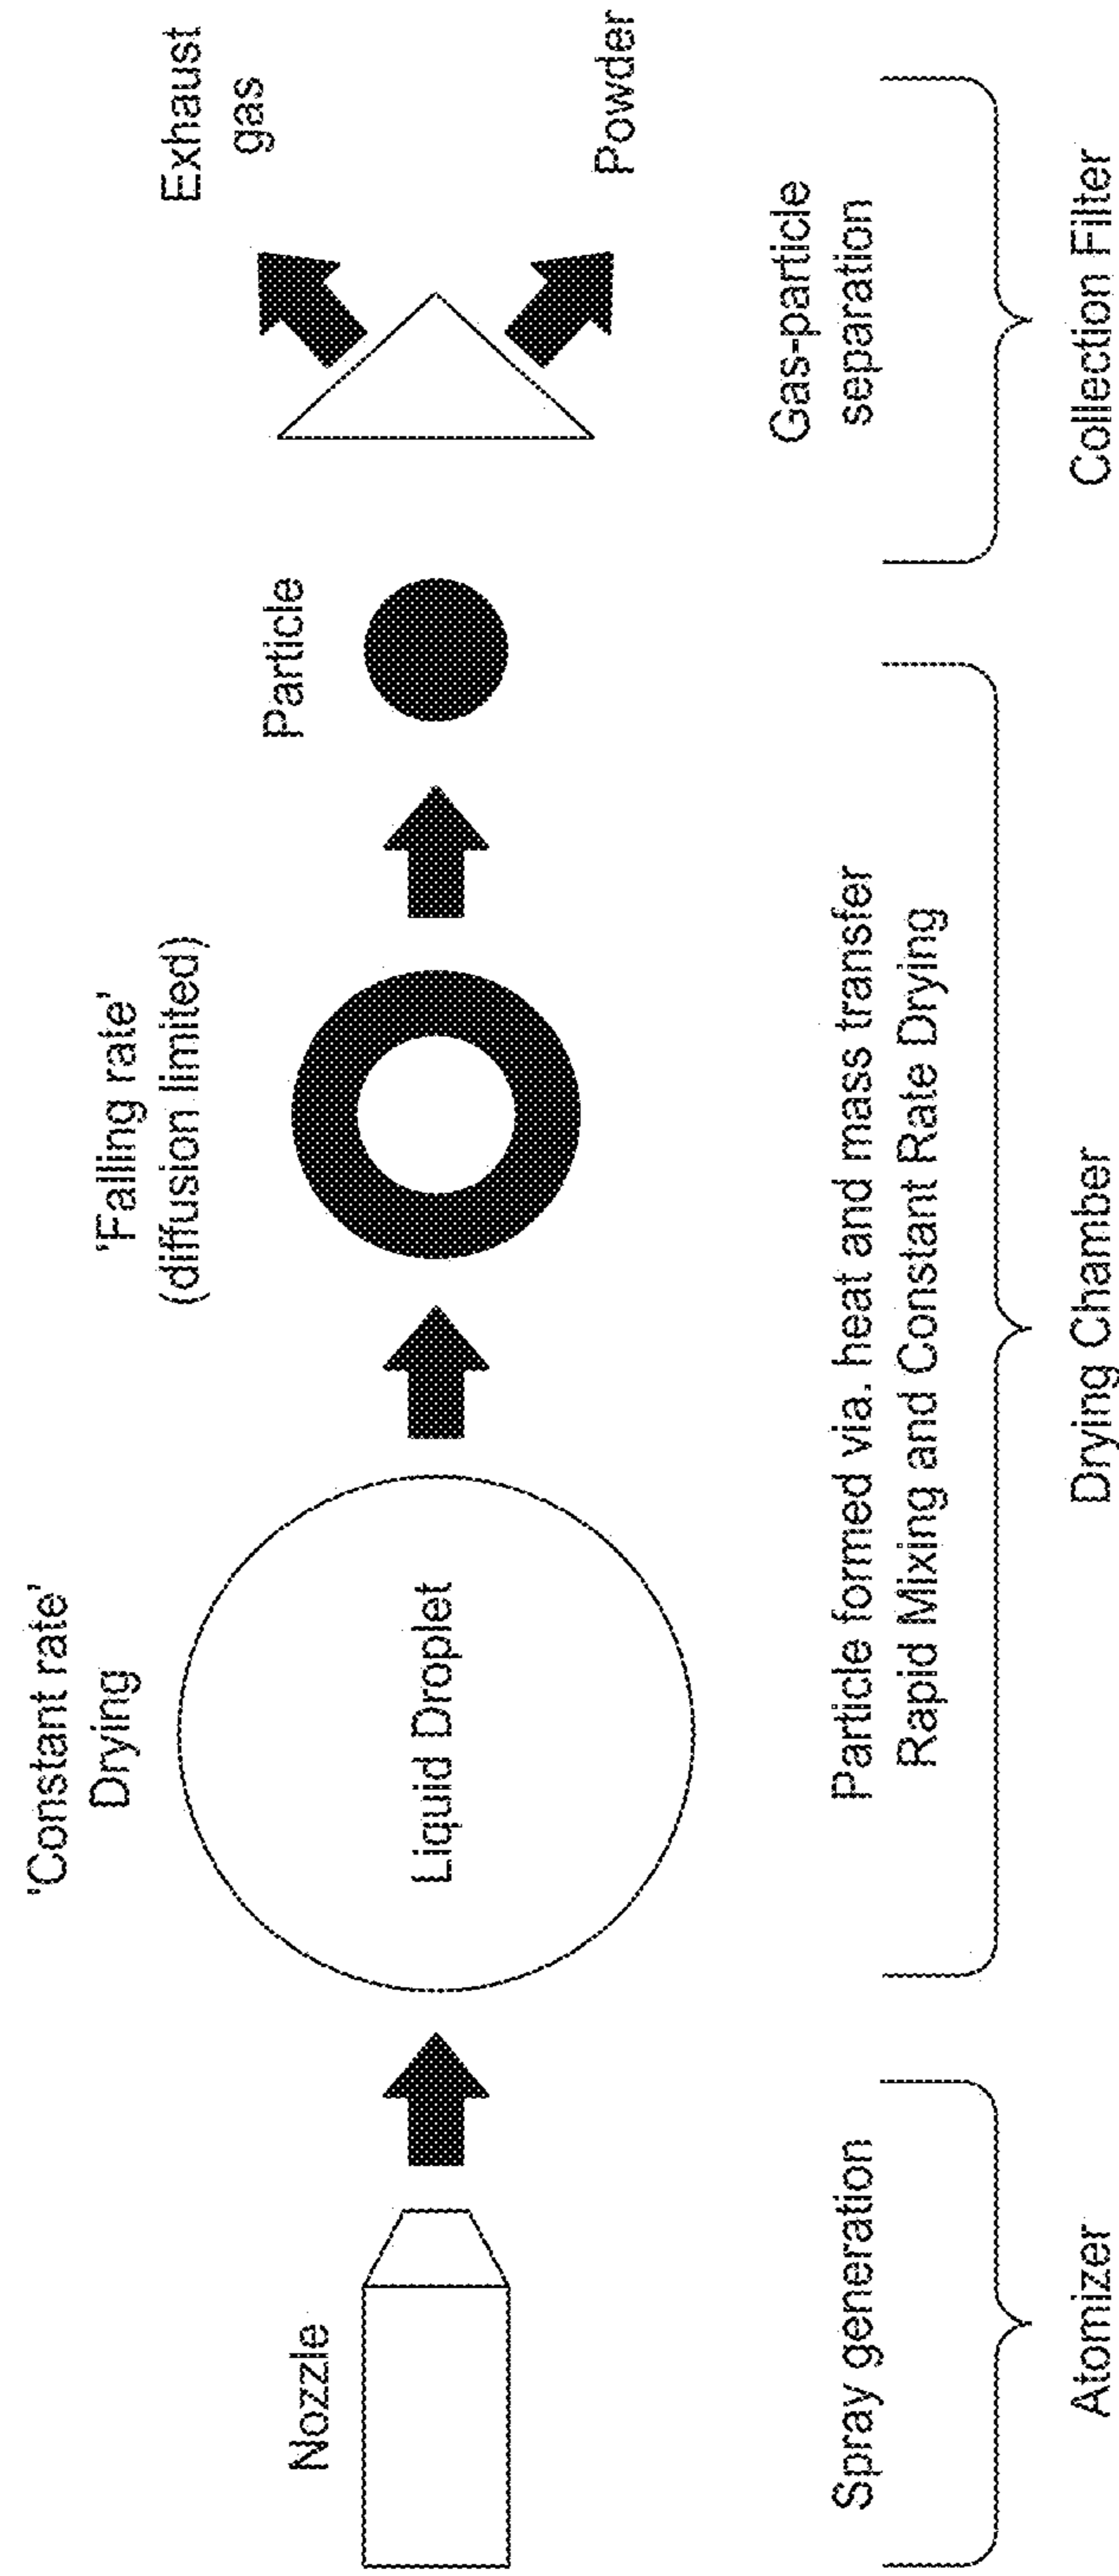 Nozzle
'Constant rate'
Drying
Liquid Droplet
'Falling rate'
(diffusion limited)
Particle
Exhaust
gas
Powder
Spray generation
Particle formed via. heat and mass transfer
Rapid Mixing and Constant Rate Drying
Gas-particle
separation
Atomizer
Drying Chamber
Collection Filter